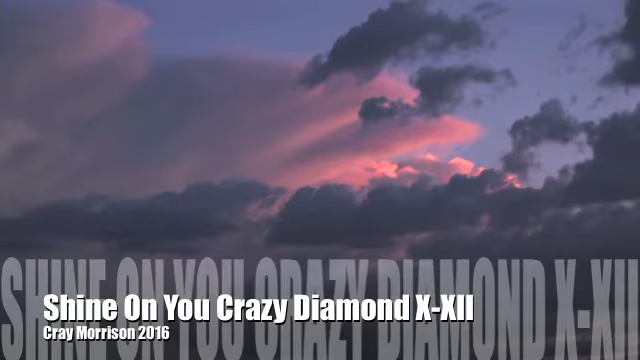 SHINE ON YOU CRAZY DIAMOND X-XII
Shine On You Crazy Diamond X-XII
Cray Morrison 2016